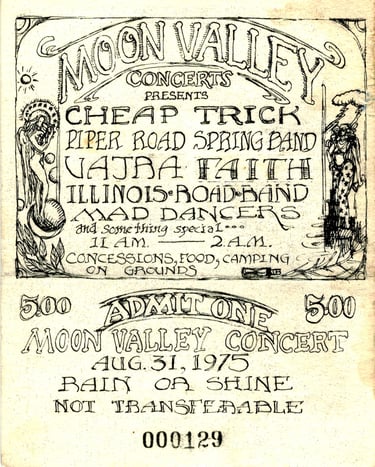 MOON VALLEY
CONCERTS
PRESENTS
CHEAP TRICK
PIPER ROAD SPRING BAND
VAJRA FAITH
ILLINOIS • ROAD • BAND
MAD DANCERS
and something special...
11 A.M. —— 2 A.M.
CONCESSIONS, FOOD, CAMPING
ON GROUNDS
5.00 ADMIT ONE 5.00
MOON VALLEY CONCERT
AUG. 31, 1975
RAIN OR SHINE
NOT TRANSFERABLE
000129